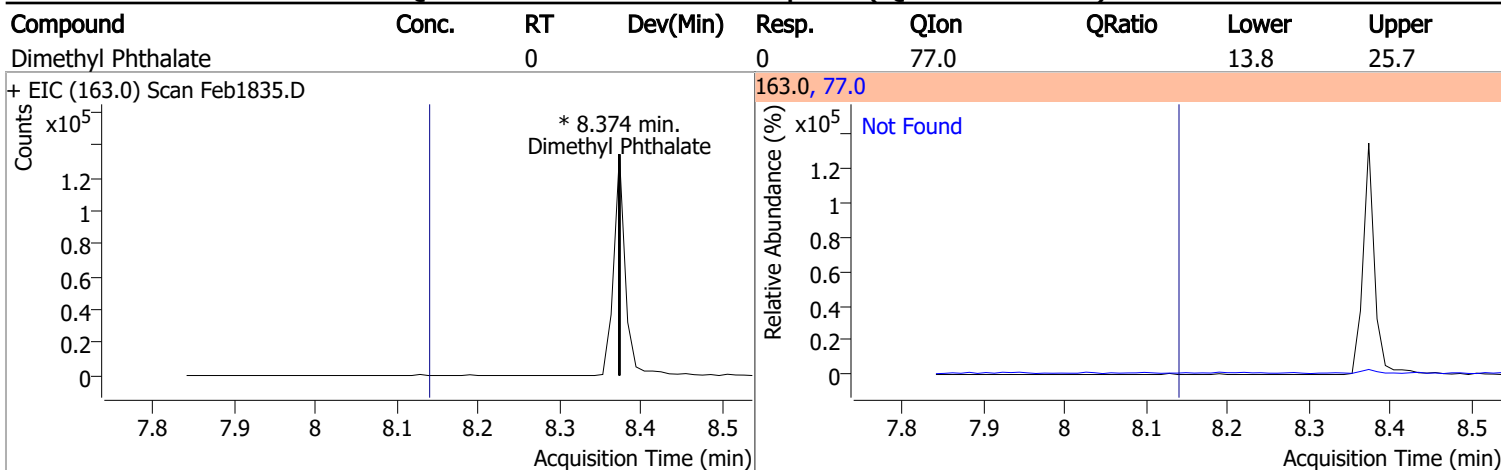 Compound Conc. RT Dev(Min) Resp. QIon QRatio Lower Upper
Dimethyl Phthalate 0 0 77.0 13.8 25.7
+ EIC (163.0) Scan Feb1835.D
Counts
x10⁵
1.2
1
0.8
0.6
0.4
0.2
0
* 8.374 min.
Dimethyl Phthalate
7.8 7.9 8 8.1 8.2 8.3 8.4 8.5
Acquisition Time (min)
163.0, 77.0
Relative Abundance (%)
x10⁵
Not Found
1.2
1
0.8
0.6
0.4
0.2
0
7.8 7.9 8 8.1 8.2 8.3 8.4 8.5
Acquisition Time (min)